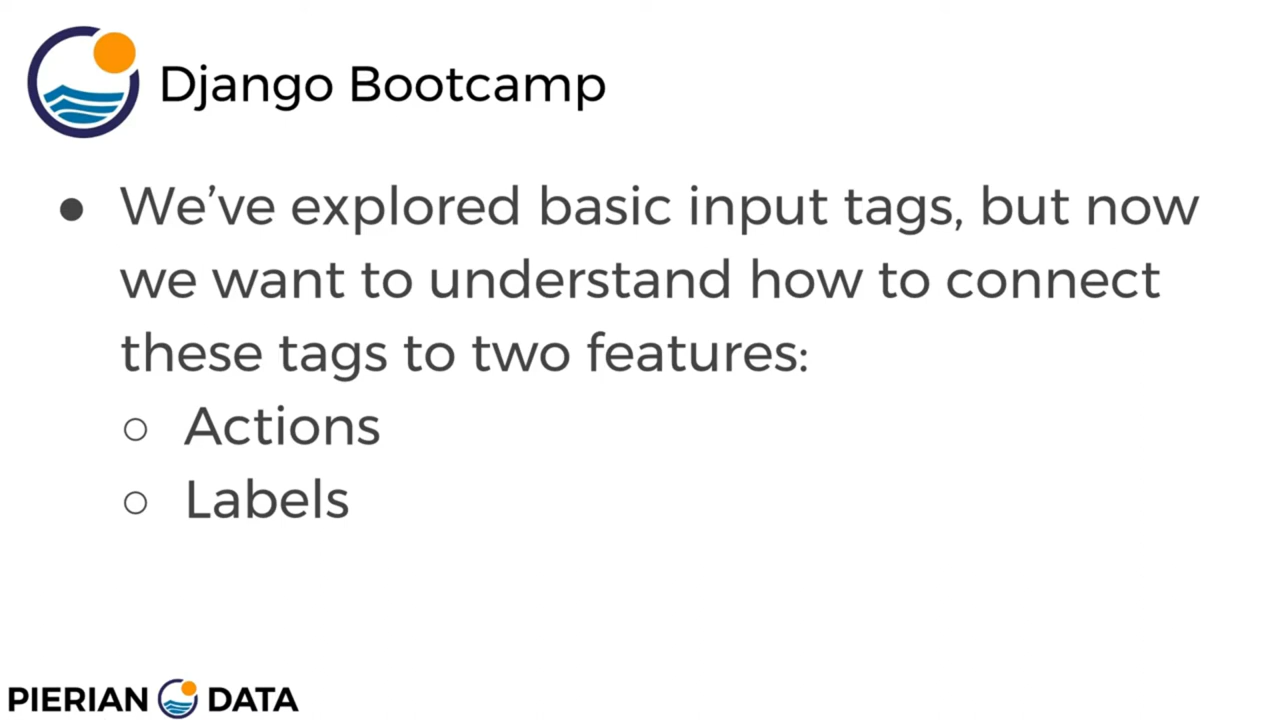 Django Bootcamp
● We’ve explored basic input tags, but now
we want to understand how to connect
these tags to two features:
○ Actions
○ Labels
PIERIAN DATA